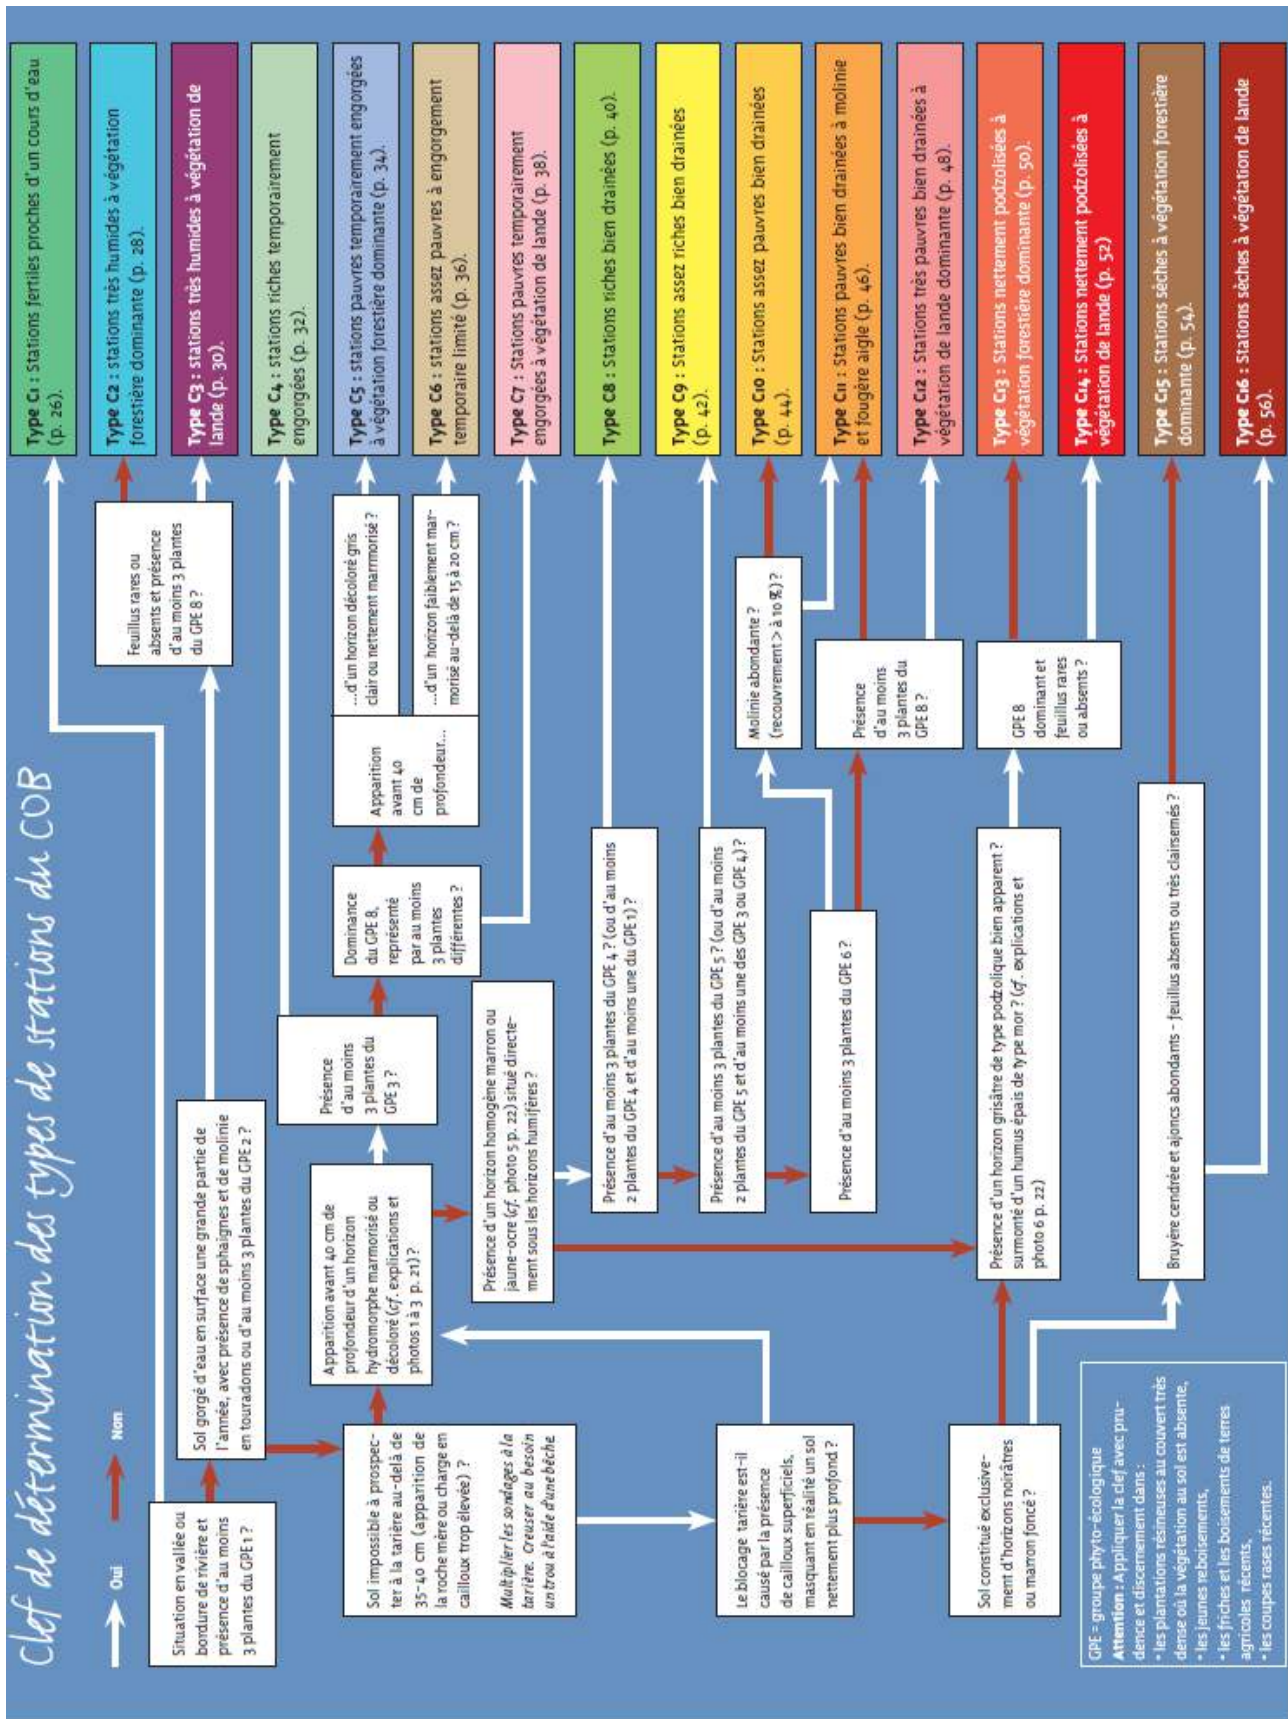 Clef de détermination des types de stations du COB
Oui
Non
Situation en vallée ou
bordure de rivière et
présence d'au moins
3 plantes du GPE 1 ?
Sol gorgé d'eau en surface une grande partie de
l'année, avec présence de sphaignes et de molinie
en touradons ou d'au moins 3 plantes du GPE 2 ?
Feuillus rares ou
absents et présence
d'au moins 3 plantes
du GPE 8 ?
Sol impossible à prospec-
ter à la tarière au-delà de
35-40 cm (apparition de
la roche mère ou charge en
cailloux trop élevée) ?
Multiplier les sondages à la
tarière. Creuser au besoin
un trou à l'aide d'une bêche.
Apparition avant 40 cm de
profondeur d'un horizon
hydromorphe marmorisé ou
décoloré (cf. explications et
photos 1 à 3 p. 21) ?
Présence
d'au moins
3 plantes du
GPE 3 ?
Dominance
du GPE 8,
représenté
par au moins
3 plantes
différentes ?
Apparition
avant 40
cm de
profondeur...
...d'un horizon décoloré gris
clair ou nettement marrmorisé ?
...d'un horizon faiblement mar-
morisé au-delà de 15 à 20 cm ?
Présence d'un horizon homogène marron ou
jaune-ocre (cf. photo 5 p. 22) situé directe-
ment sous les horizons humifères ?
Présence d'au moins 3 plantes du GPE 4 ? (ou d'au moins
2 plantes du GPE 4 et d'au moins une du GPE 1) ?
Présence d'au moins 3 plantes du GPE 5 ? (ou d'au moins
2 plantes du GPE 5 et d'au moins une des GPE 3 ou GPE 4) ?
Présence d'au moins 3 plantes du GPE 6 ?
Molinie abondante ?
(recouvrement > à 10 %) ?
Présence
d'au moins
3 plantes du
GPE 8 ?
Le blocage tarière est-il
causé par la présence
de cailloux superficiels,
masquant en réalité un sol
nettement plus profond ?
Sol constitué exclusive-
ment d'horizons noirâtres
ou marron foncé ?
Présence d'un horizon grisâtre de type podzolique bien apparent ?
surmonté d'un humus épais de type mor ? (cf. explications et
photo 6 p. 22)
GPE 8
dominant et
feuillus rares
ou absents ?
Bruyère cendrée et ajoncs abondants - feuillus absents ou très clairsemés ?
Type C1 : Stations fertiles proches d'un cours d'eau
(p. 26).
Type C2 : stations très humides à végétation
forestière dominante (p. 28).
Type C3 : stations très humides à végétation de
lande (p. 30).
Type C4 : stations riches temporairement
engorgées (p. 32).
Type C5 : stations pauvres temporairement engorgées
à végétation forestière dominante (p. 34).
Type C6 : stations assez pauvres à engorgement
temporaire limité (p. 36).
Type C7 : Stations pauvres temporairement
engorgées à végétation de lande (p. 38).
Type C8 : Stations riches bien drainées (p. 40).
Type C9 : Stations assez riches bien drainées
(p. 42).
Type C10 : Stations assez pauvres bien drainées
(p. 44).
Type C11 : Stations pauvres bien drainées à molinie
et fougère aigle (p. 46).
Type C12 : Stations très pauvres bien drainées à
végétation de lande dominante (p. 48).
Type C13 : Stations nettement podzolisées à
végétation forestière dominante (p. 50).
Type C14 : Stations nettement podzolisées à
végétation de lande (p. 52)
Type C15 : Stations sèches à végétation forestière
dominante (p. 54).
Type C16 : Stations sèches à végétation de lande
(p. 56).
GPE = groupe phyto-écologique
Attention : Appliquer la clef avec pru-
dence et discernement dans :
• les plantations résineuses au couvert très
dense où la végétation au sol est absente,
• les jeunes reboisements,
• les friches et les boisements de terres
agricoles récents,
• les coupes rases récentes.